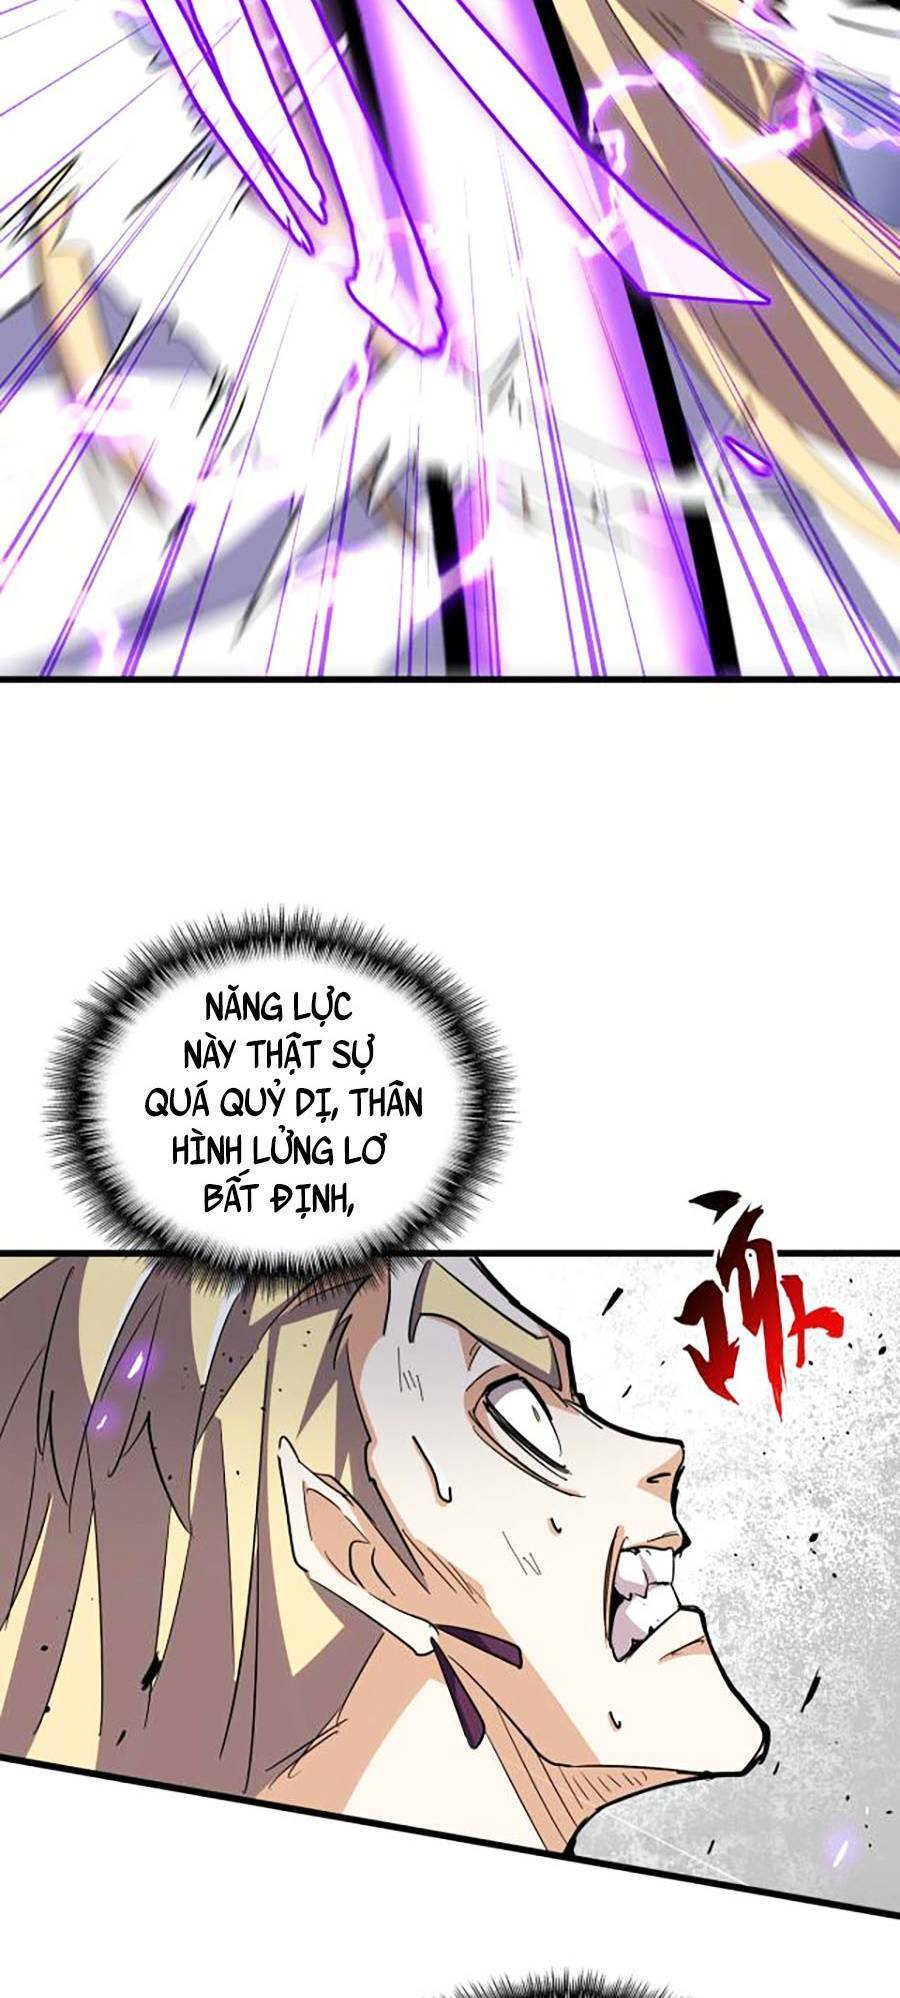 NĂNG LỰC
NÀY THẬT SỰ
QUÁ QUỶ DỊ, THÂN
HÌNH LỬNG LƠ
BẤT ĐỊNH,